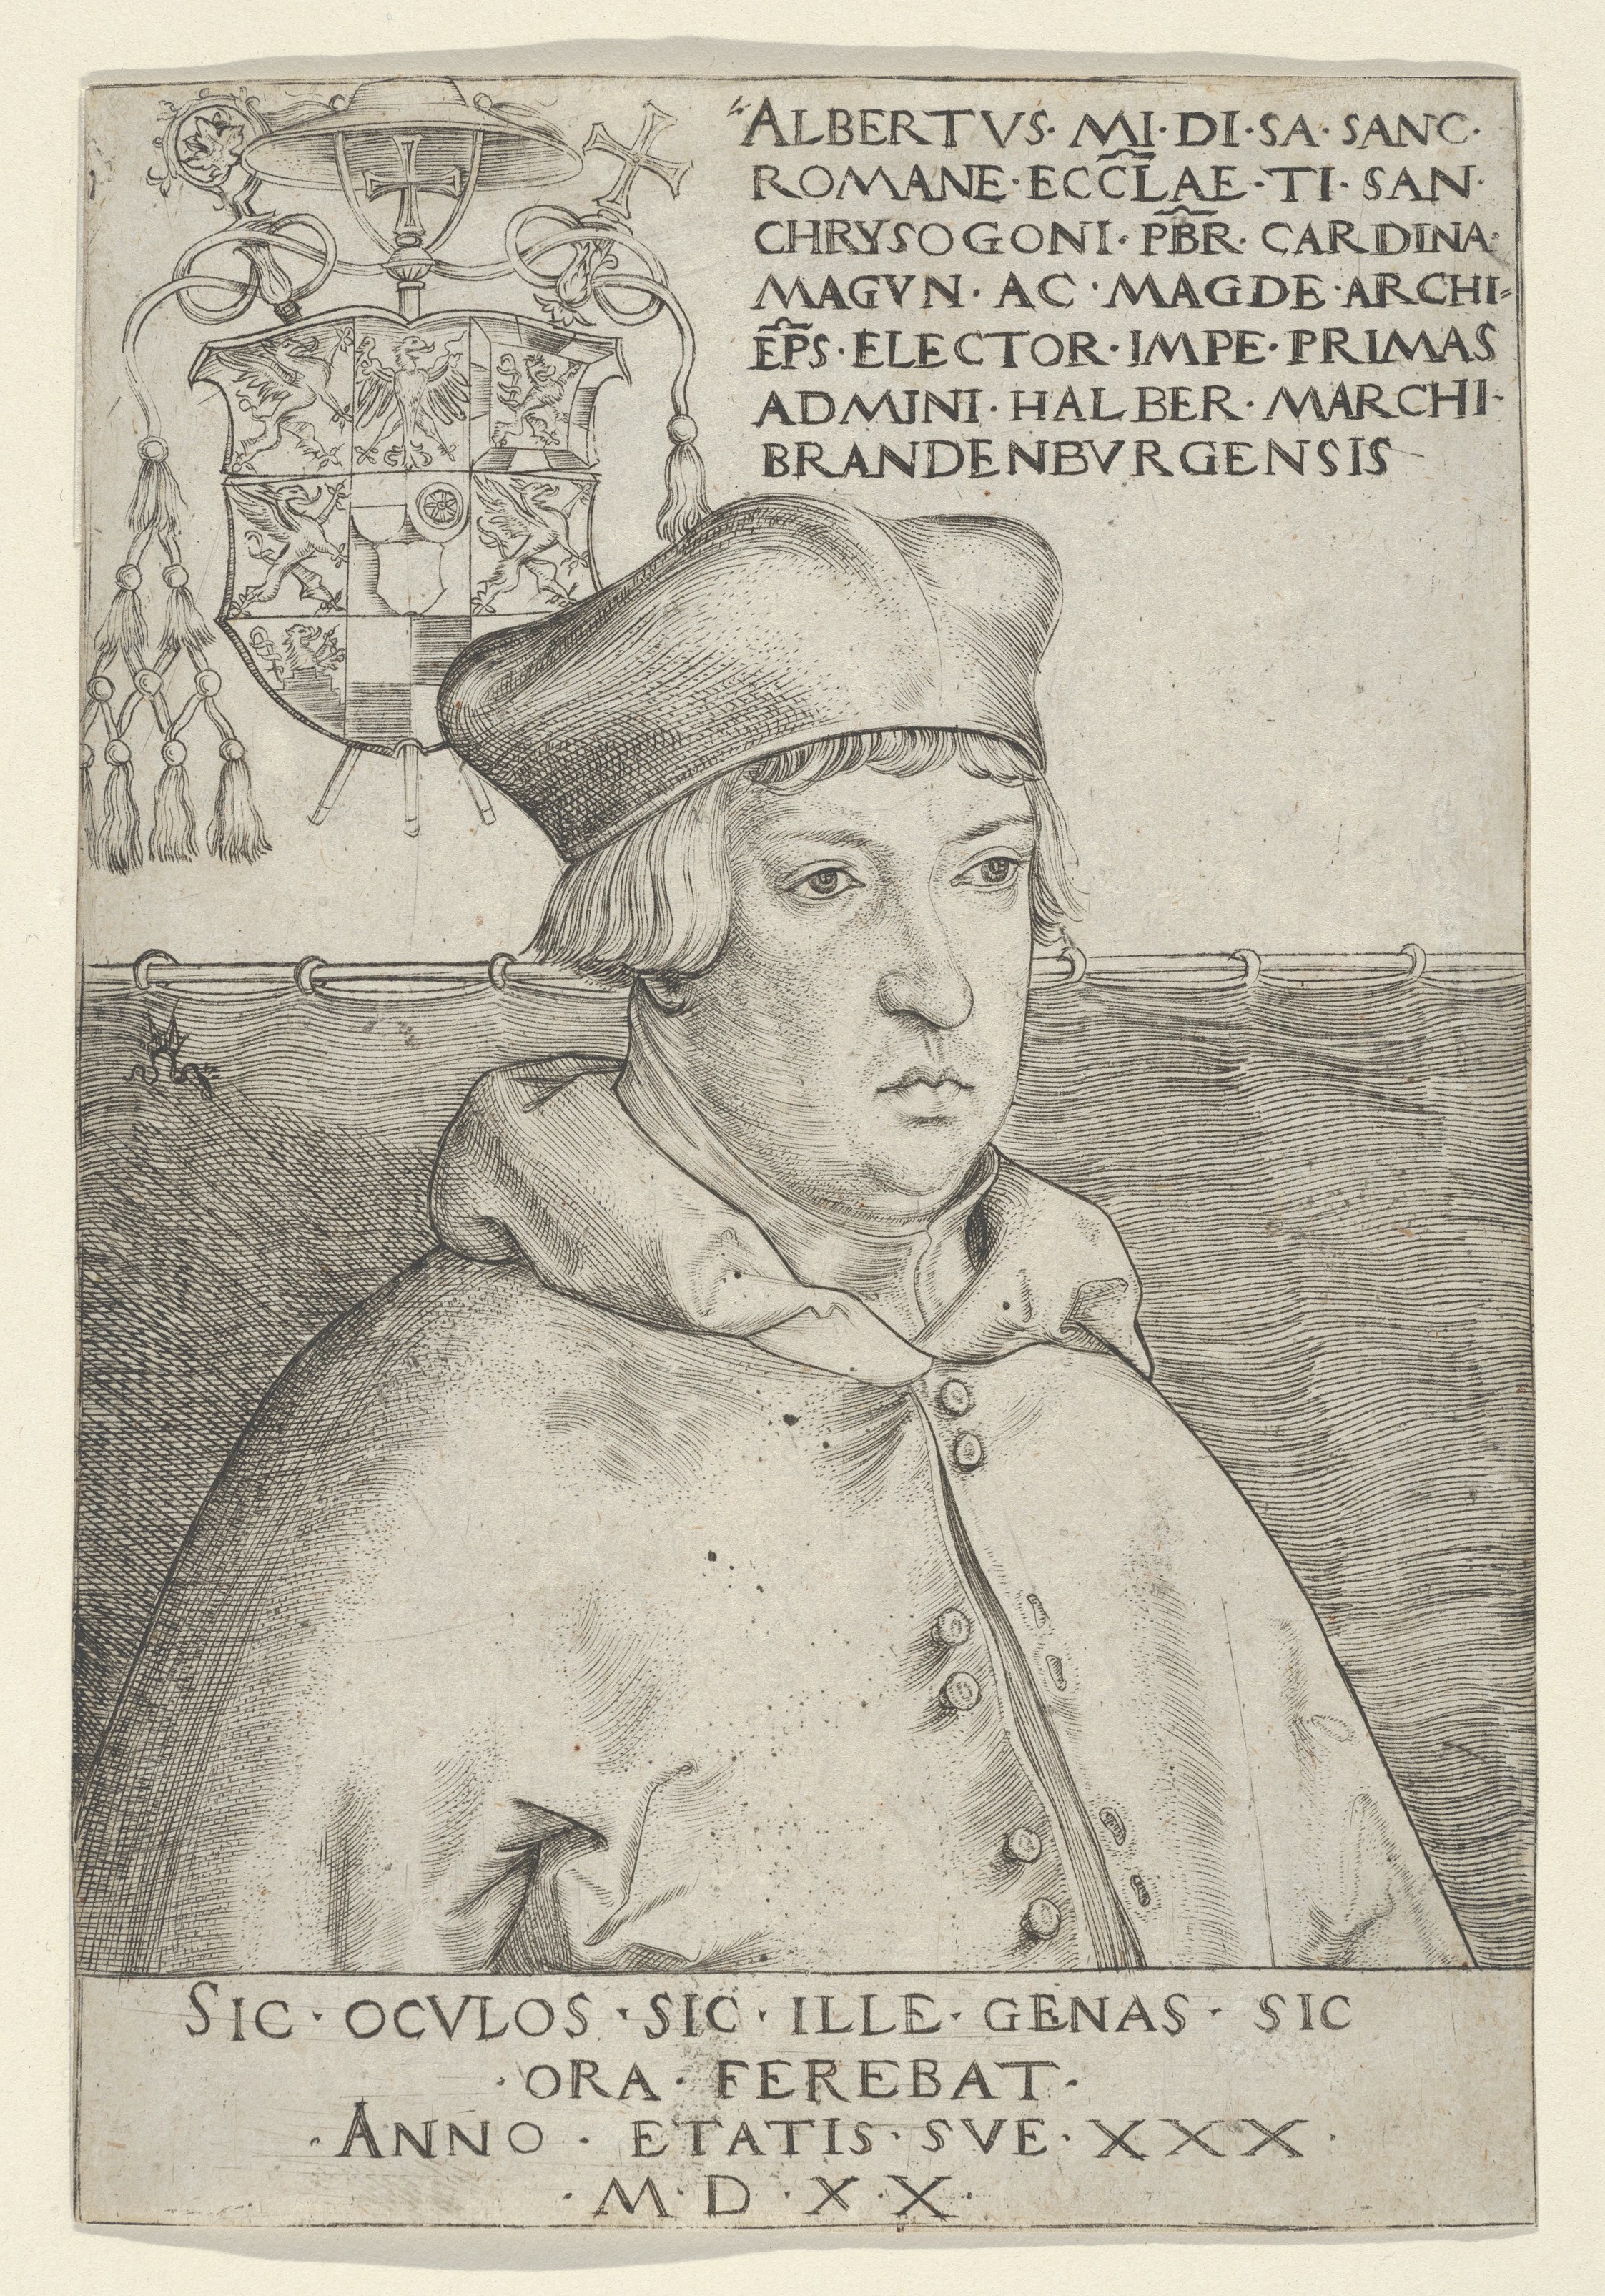 ALBERTVS· MI·DI·SA·SANC·
ROMANE·ECCLAE·TI·SAN·
CHRYSOGONI·PBR·CARDINA·
MAGVN·AC·MAGDE·ARCHI=
EPS·ELECTOR·IMPE·PRIMAS
ADMINI·HALBER·MARCHI·
BRANDENBVRGENSIS
SIC·OCVLOS·SIC·ILLE·GENAS·SIC
·ORA·FEREBAT·
·ANNO·ETATIS·SVE·XXX·
·M·D·X·X·